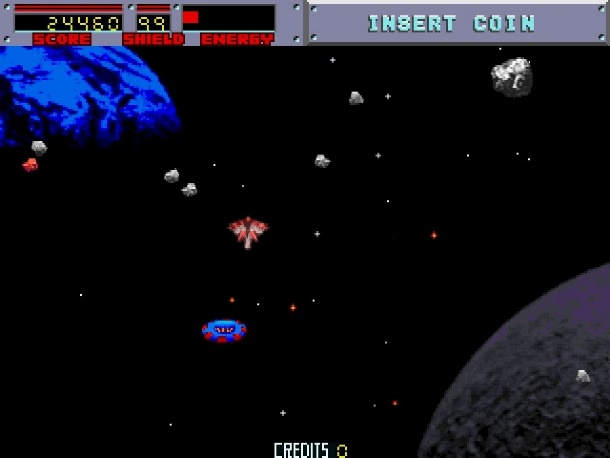 24460 99 INSERT COIN
SCORE SHIELD ENERGY
CREDITS 0